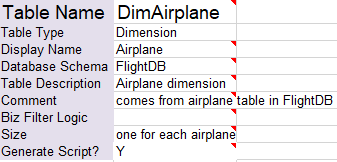 Table Name DimAirplane
Table Type Dimension
Display Name Airplane
Database Schema FlightDB
Table Description Airplane dimension
Comment comes from airplane table in FlightDB
Biz Filter Logic
Size one for each airplane
Generate Script? Y